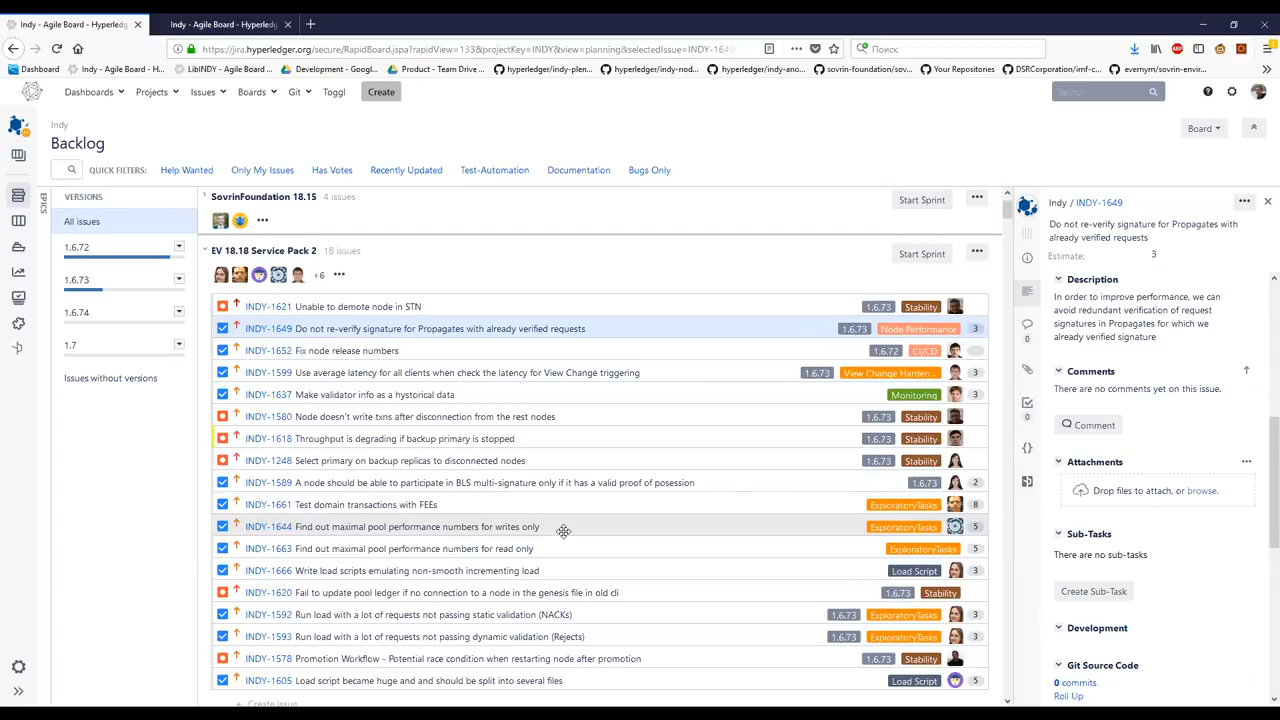 Indy - Agile Board - Hyperledg
Indy - Agile Board - Hyperledg
https://jira.hyperledger.org/secure/RapidBoard.jspa?rapidView=133&projectKey=INDY&view=planning&selectedIssue=INDY-1649
Поиск
Dashboard
Indy - Agile Board - H...
LibINDY - Agile Board ...
Development - Googl...
Product - Team Drive ...
hyperledger/indy-plen...
hyperledger/indy-nod...
hyperledger/indy-ano...
sovrin-foundation/sov...
Your Repositories
DSRCorporation/imf-c...
evernym/sovrin-envir...
Dashboards
Projects
Issues
Boards
Git
Toggl
Create
Search
Indy
Backlog
Board
QUICK FILTERS:
Help Wanted
Only My Issues
Has Votes
Recently Updated
Test-Automation
Documentation
Bugs Only
EPICS
VERSIONS
All issues
1.6.72
1.6.73
1.6.74
1.7
Issues without versions
SovrinFoundation 18.15 4 issues
Start Sprint
EV 18.18 Service Pack 2 18 issues
Start Sprint
+6
INDY-1621 Unable to demote node in STN 1.6.73 Stability
INDY-1649 Do not re-verify signature for Propagates with already verified requests 1.6.73 Node Performance 3
INDY-1652 Fix node release numbers 1.6.72 CI/CD
INDY-1599 Use average latency for all clients when check the latency for View Change triggering 1.6.73 View Change Harden... 3
INDY-1637 Make validator info as a hystorical data Monitoring 3
INDY-1580 Node doesn't write txns after disconnection from the rest nodes 1.6.73 Stability
INDY-1618 Throughput is degrading if backup primary is stopped 1.6.73 Stability
INDY-1248 Select primary on backup replicas to disconnected nodes 1.6.73 Stability
INDY-1589 A node should be able to participate in BLS multi-signature only if it has a valid proof of posession 1.6.73 2
INDY-1661 Test domain transactions with FEEs ExploratoryTasks 8
INDY-1644 Find out maximal pool performance numbers for writes only ExploratoryTasks 5
INDY-1663 Find out maximal pool performance numbers for read only ExploratoryTasks 5
INDY-1666 Write load scripts emulating non-smooth incrementing load Load Script 3
INDY-1620 Fail to update pool ledger if no connection to a node in the genesis file in old cli 1.6.73 Stability
INDY-1592 Run load with a lot of requests not passing static validation (NACKs) 1.6.73 ExploratoryTasks 3
INDY-1593 Run load with a lot of requests not passing dynamic validation (Rejects) 1.6.73 ExploratoryTasks 3
INDY-1578 Promotion Workflow - Potential race condition when restarting node after promotion 1.6.73 Stability
INDY-1605 Load script became huge and and should be split into several files Load Script 5
Create issue
Indy / INDY-1649
Do not re-verify signature for Propagates with
already verified requests
Estimate: 3
Description
In order to improve performance, we can
avoid redundant verification of request
signatures in Propagates for which we
already verified signature
Comments
There are no comments yet on this issue.
Comment
Attachments
Drop files to attach, or browse.
Sub-Tasks
There are no sub-tasks
Create Sub-Task
Development
Git Source Code
0 commits
Roll Up
0
0